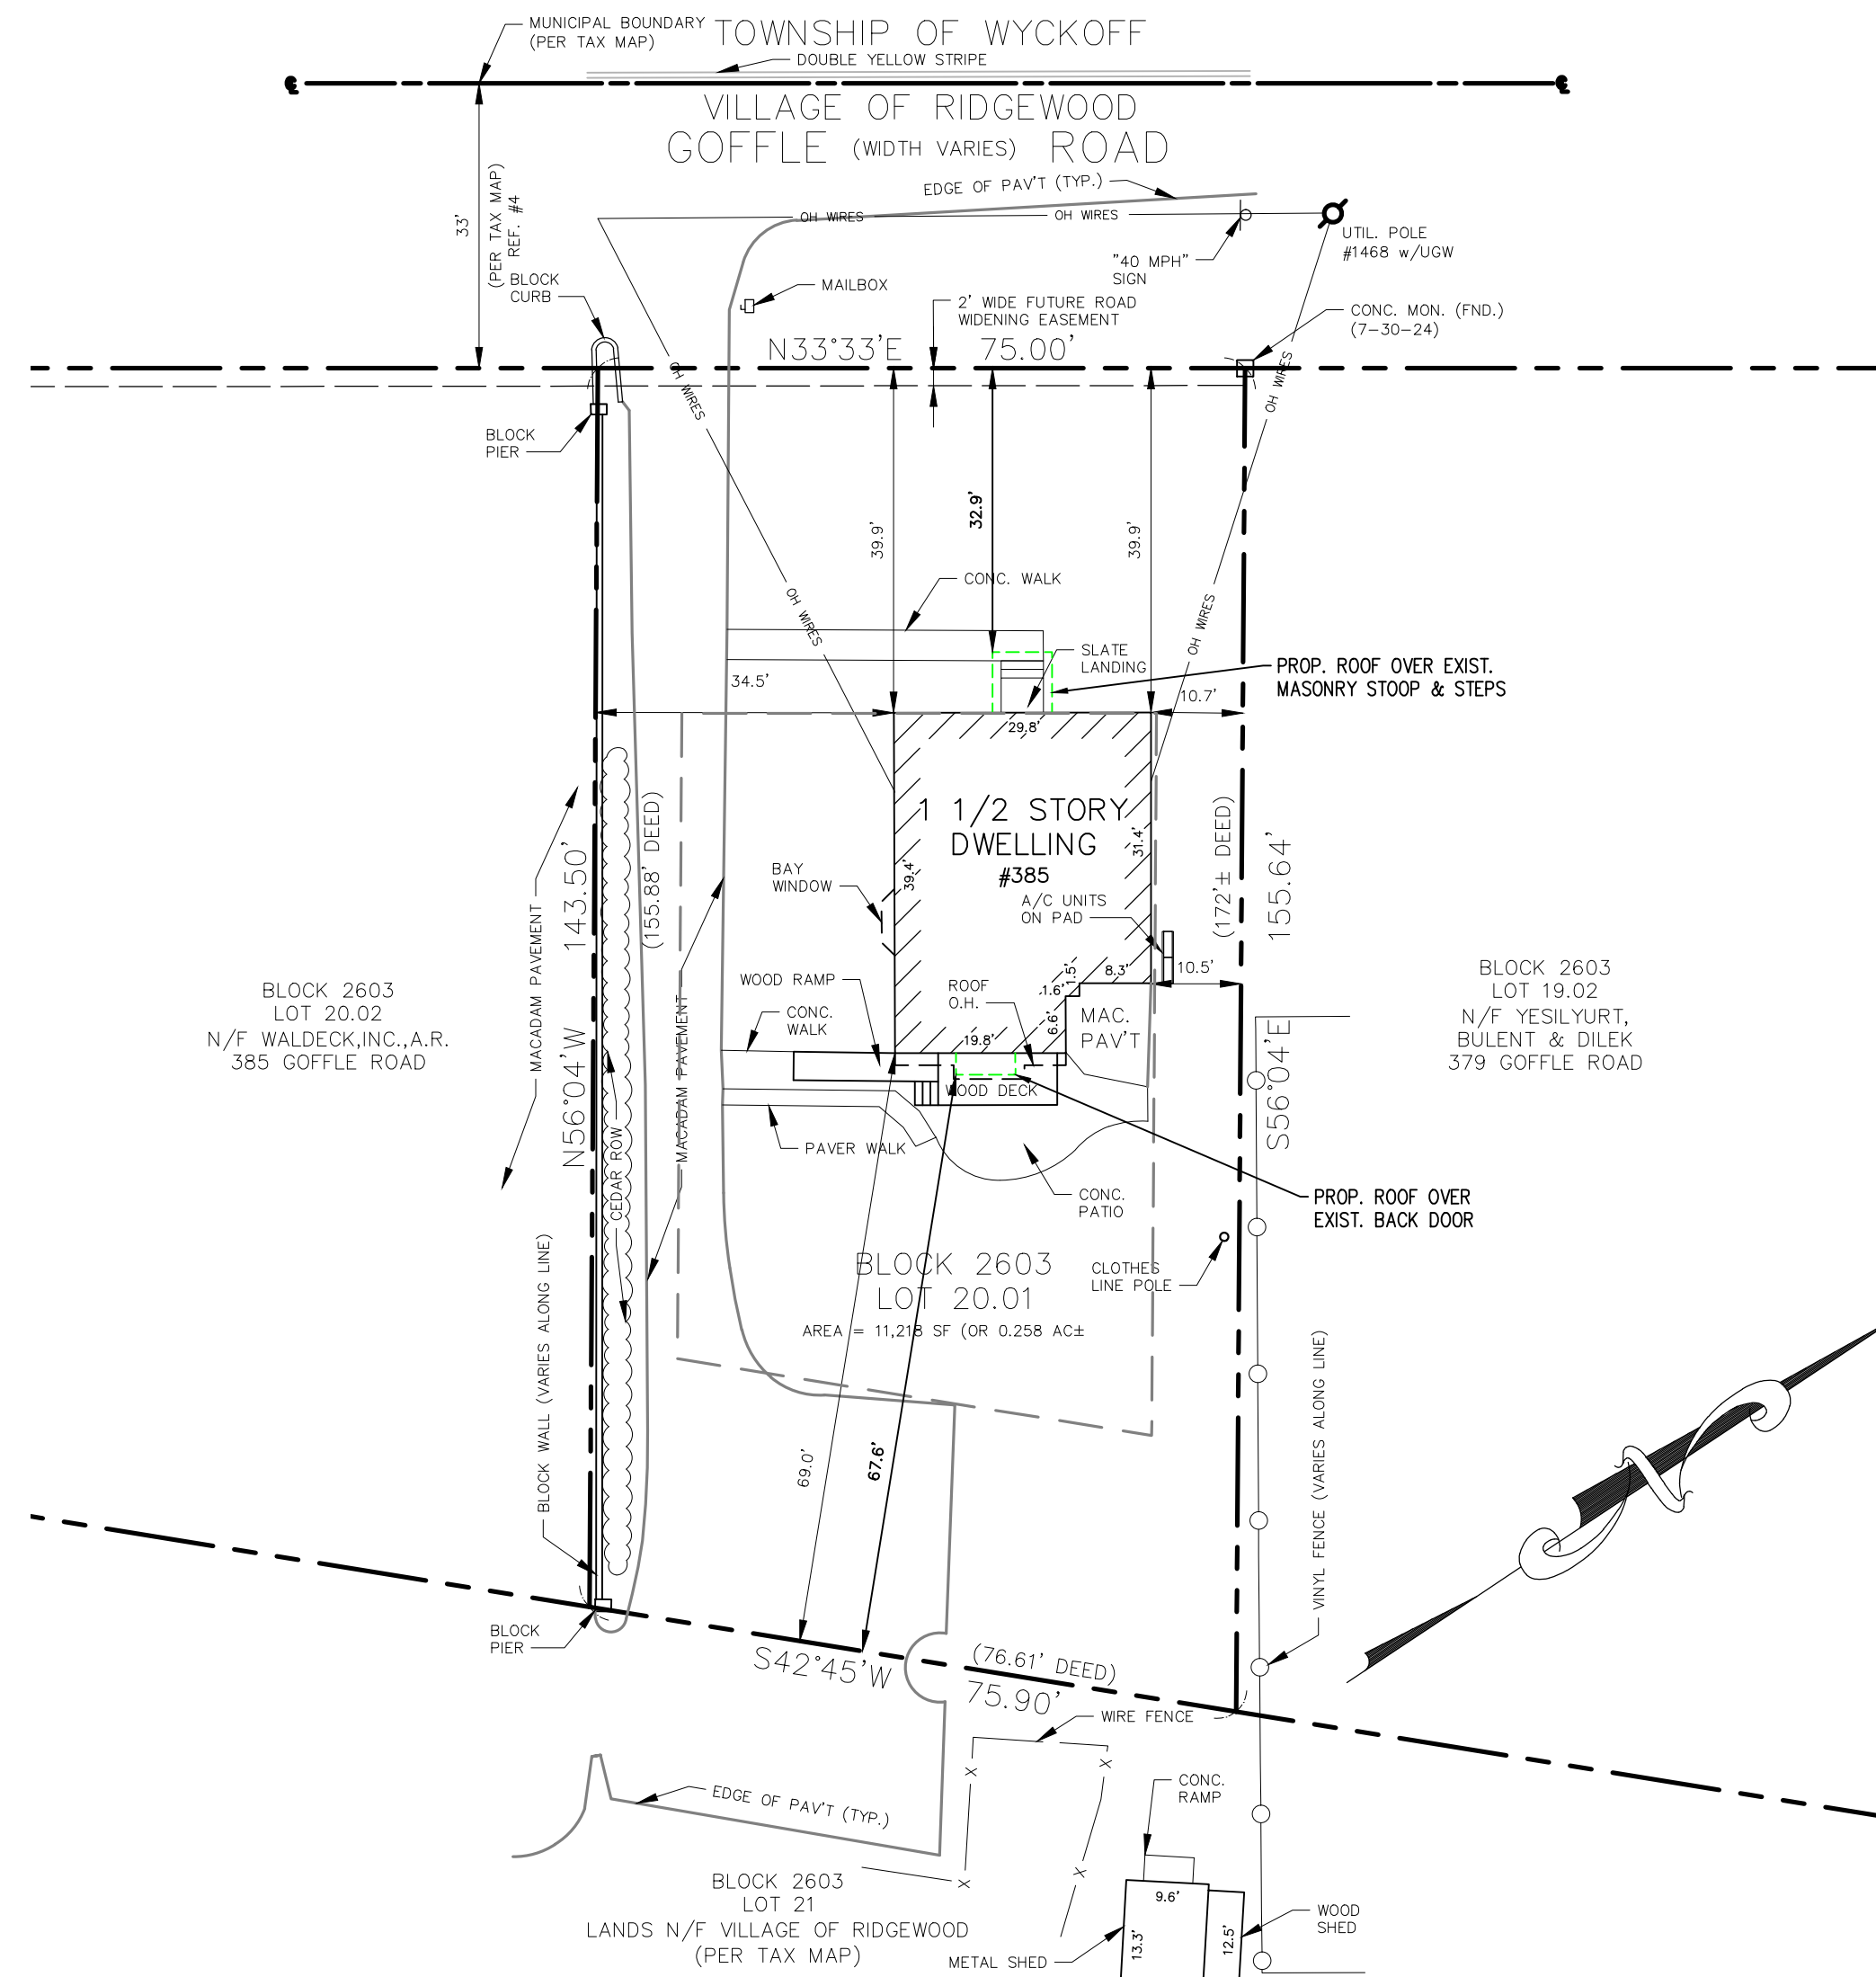 MUNICIPAL BOUNDARY
(PER TAX MAP)
TOWNSHIP OF WYCKOFF
DOUBLE YELLOW STRIPE
VILLAGE OF RIDGEWOOD
GOFFLE (WIDTH VARIES) ROAD
33'
(PER TAX MAP)
REF. #4
EDGE OF PAV'T (TYP.)
OH WIRES
OH WIRES
UTIL. POLE
#1468 w/UGW
"40 MPH"
SIGN
BLOCK
CURB
MAILBOX
2' WIDE FUTURE ROAD
WIDENING EASEMENT
CONC. MON. (FND.)
(7-30-24)
N33°33'E 75.00'
OH WIRES
OH WIRES
BLOCK
PIER
39.9'
32.9'
39.9'
CONC. WALK
OH WIRES
OH WIRES
SLATE
LANDING
PROP. ROOF OVER EXIST.
MASONRY STOOP & STEPS
34.5'
10.7'
29.8'
1 1/2 STORY
DWELLING
#385
39.4'
31.4'
BAY
WINDOW
A/C UNITS
ON PAD
MACADAM PAVEMENT
N56°04'W 143.50'
(155.88' DEED)
MACADAM PAVEMENT
(172'± DEED)
S56°04'E 155.64'
BLOCK 2603
LOT 20.02
N/F WALDECK,INC.,A.R.
385 GOFFLE ROAD
BLOCK 2603
LOT 19.02
N/F YESILYURT,
BULENT & DILEK
379 GOFFLE ROAD
WOOD RAMP
ROOF
O.H.
1.5'
8.3'
10.5'
1.6'
6.6'
CONC.
WALK
MAC.
PAV'T
19.8'
WOOD DECK
CEDAR ROW
PAVER WALK
CONC.
PATIO
PROP. ROOF OVER
EXIST. BACK DOOR
BLOCK 2603
LOT 20.01
AREA = 11,218 SF (OR 0.258 AC±
CLOTHES
LINE POLE
BLOCK WALL (VARIES ALONG LINE)
69.0'
67.6'
VINYL FENCE (VARIES ALONG LINE)
N
BLOCK
PIER
S42°45'W
(76.61' DEED)
75.90'
WIRE FENCE
X
X
X
X
EDGE OF PAV'T (TYP.)
CONC.
RAMP
BLOCK 2603
LOT 21
LANDS N/F VILLAGE OF RIDGEWOOD
(PER TAX MAP)
9.6'
13.3'
12.5'
WOOD
SHED
METAL SHED